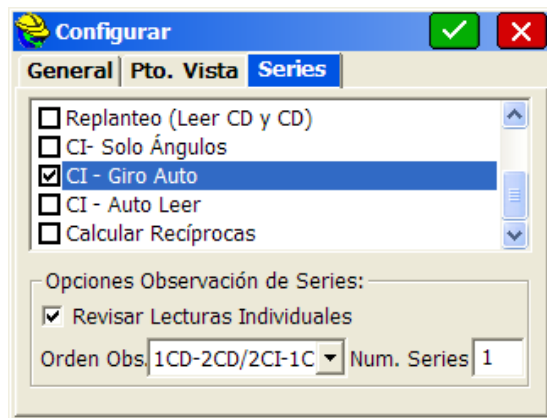 Configurar
General Pto. Vista Series
Replanteo (Leer CD y CD)
CI- Solo Ángulos
CI - Giro Auto
CI - Auto Leer
Calcular Recíprocas
Opciones Observación de Series:
Revisar Lecturas Individuales
Orden Obs. 1CD-2CD/2CI-1C Num. Series 1